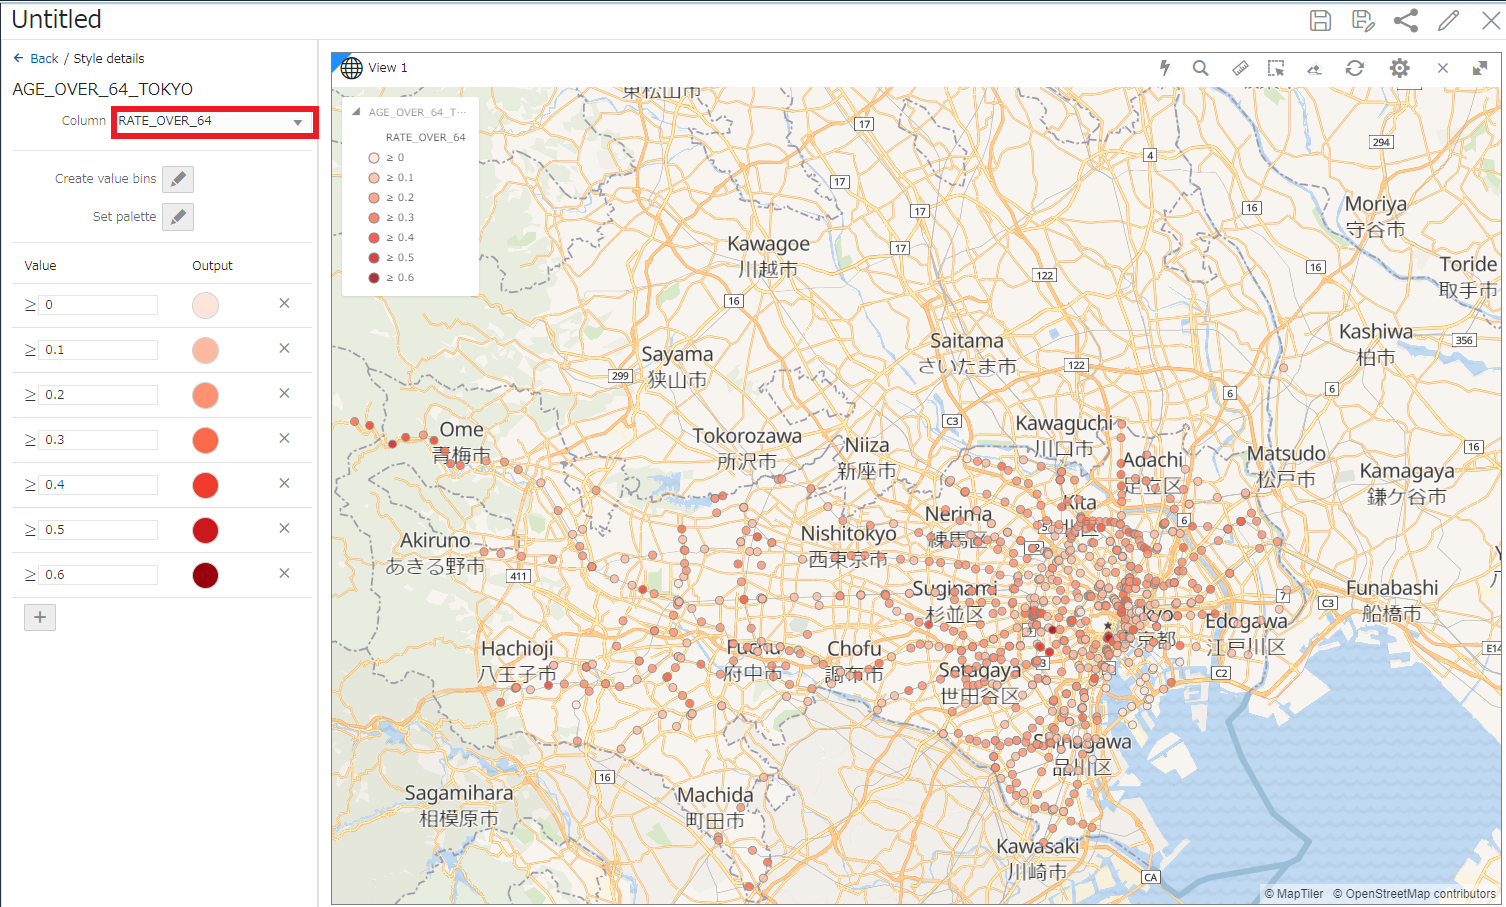 Untitled
← Back / Style details
AGE_OVER_64_TOKYO
Column RATE_OVER_64
Create value bins
Set palette
Value Output
≥ 0
≥ 0.1
≥ 0.2
≥ 0.3
≥ 0.4
≥ 0.5
≥ 0.6
+
View 1
AGE_OVER_64_T...
RATE_OVER_64
≥ 0
≥ 0.1
≥ 0.2
≥ 0.3
≥ 0.4
≥ 0.5
≥ 0.6
東松山市
17
294
4
17
16
17
Moriya
守谷市
Kawagoe
川越市
17
122
16
Toride
取手市
16
Kashiwa
柏市
356
Saitama
さいたま市
Sayama
狭山市
299
122
6
6
C3
Kawaguchi
川口市
Ome
青梅市
Tokorozawa
所沢市
Niiza
新座市
16
Adachi
足立区
Matsudo
松戸市
Kamagaya
鎌ケ谷市
Kita
北区
Nerima
練馬区
5
6
Nishitokyo
西東京市
Akiruno
あきる野市
411
Suginami
杉並区
7
C3
Funabashi
船橋市
京都
Edogawa
江戸川区
Hachioji
八王子市
府中市
Chofu
調布市
3
E14
Setagaya
世田谷区
C2
Shinagawa
品川区
16
Sagamihara
相模原市
Machida
町田市
Kawasaki
川崎市
CA
© MapTiler © OpenStreetMap contributors